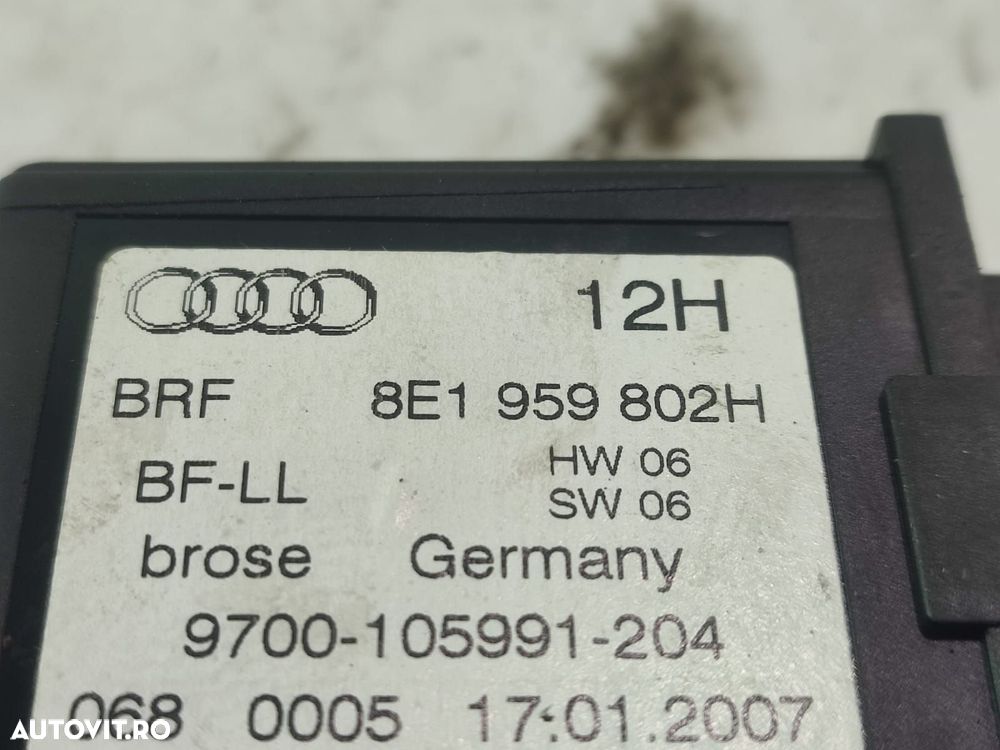 12H
BRF 8E1 959 802H
HW 06
BF-LL
SW 06
brose Germany
9700-105991-204
068 0005 17.01.2007
AUTOVIT.RO